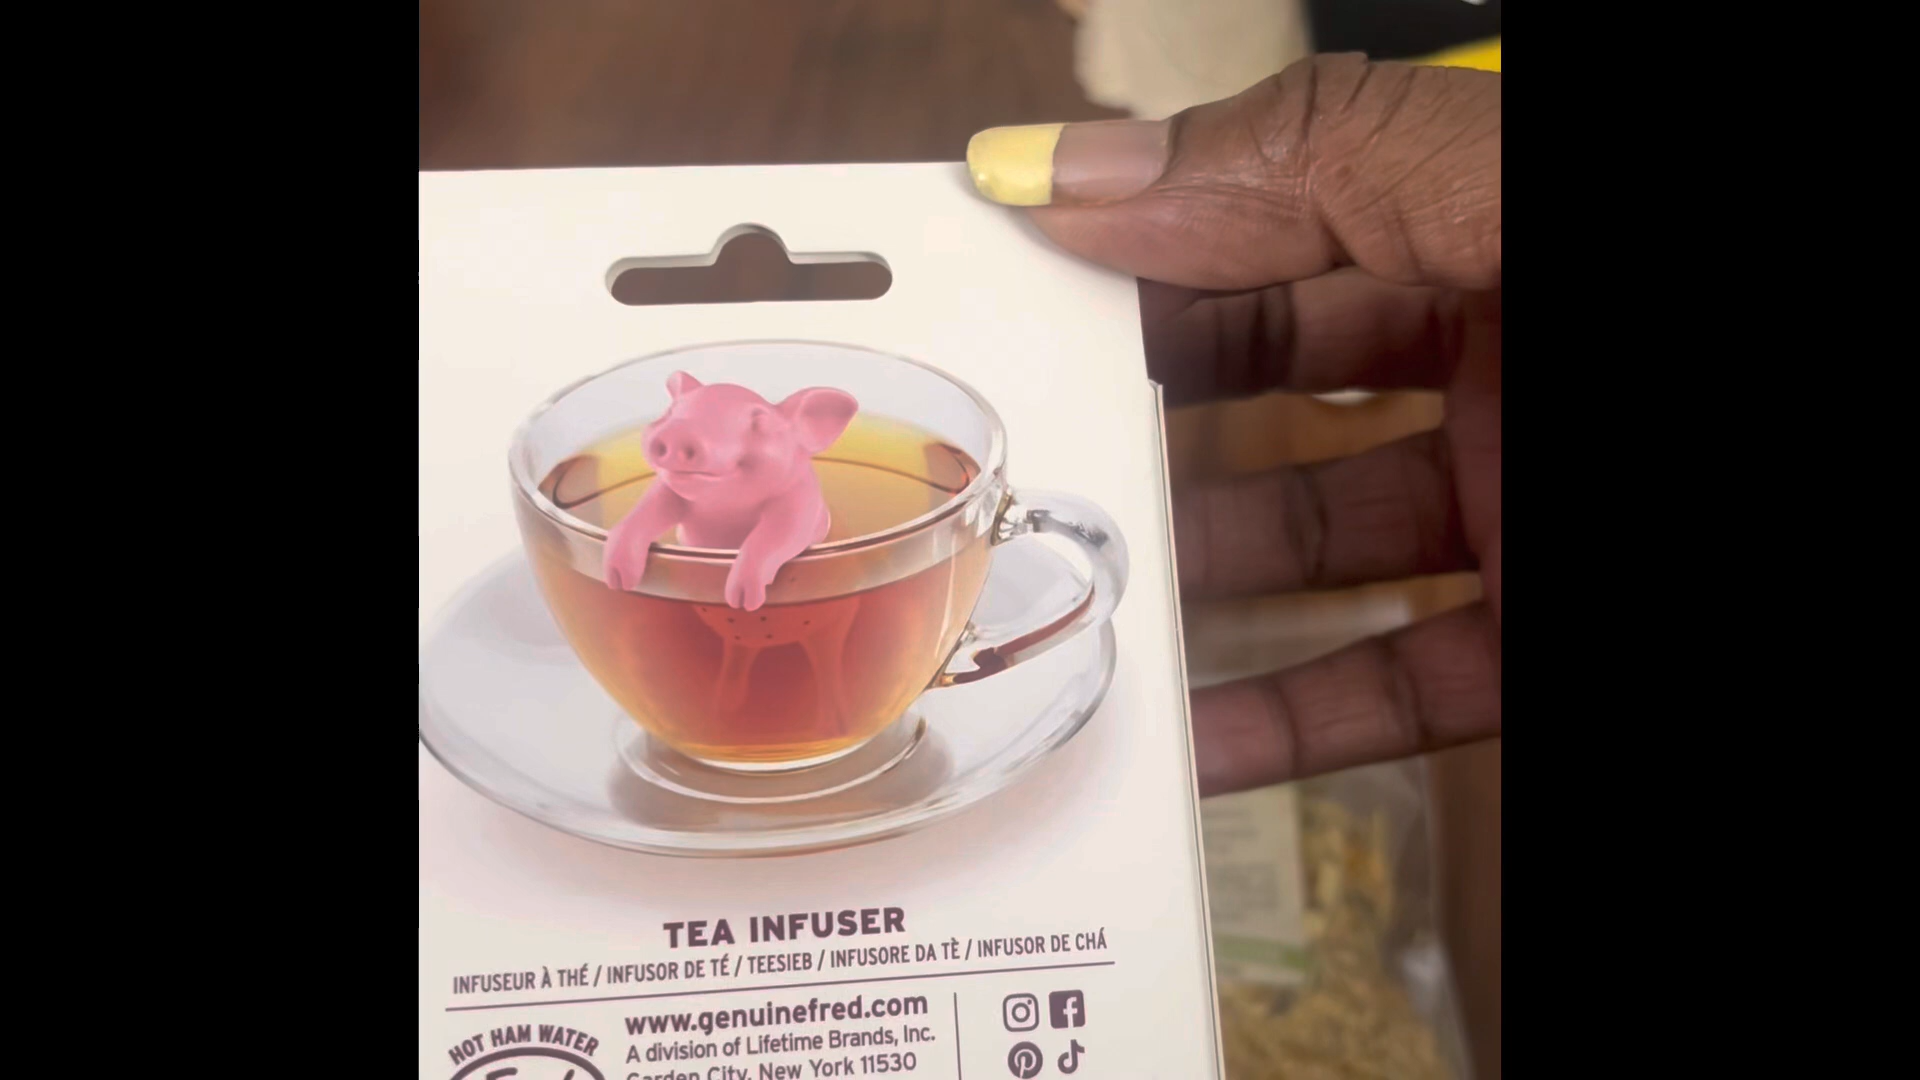 TEA INFUSER
INFUSEUR À THÉ / INFUSOR DE TÉ / TEESIEB / INFUSORE DA TÈ / INFUSOR DE CHÁ
HOT HAM WATER
www.genuinefred.com
A division of Lifetime Brands, Inc.
Garden City, New York 11530